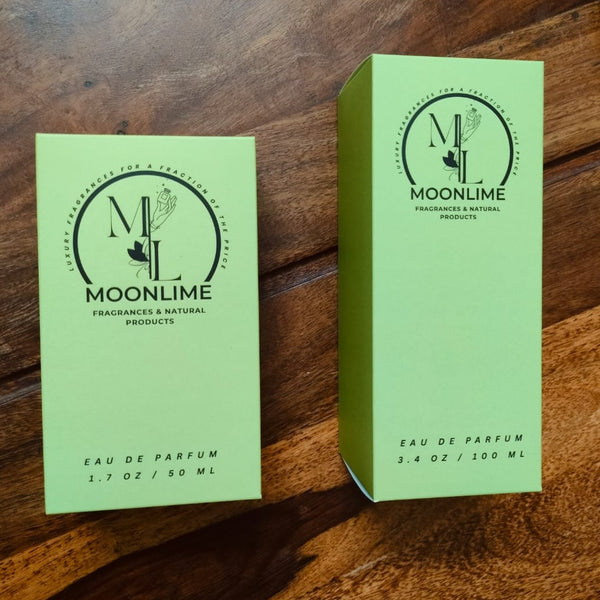 LUXURY FRAGRANCES FOR A FRACTION OF THE PRICE
ML
MOONLIME
FRAGRANCES & NATURAL
PRODUCTS
EAU DE PARFUM
1.7 OZ / 50 ML
LUXURY FRAGRANCES FOR A FRACTION OF THE PRICE
ML
MOONLIME
FRAGRANCES & NATURAL
PRODUCTS
EAU DE PARFUM
3.4 OZ / 100 ML